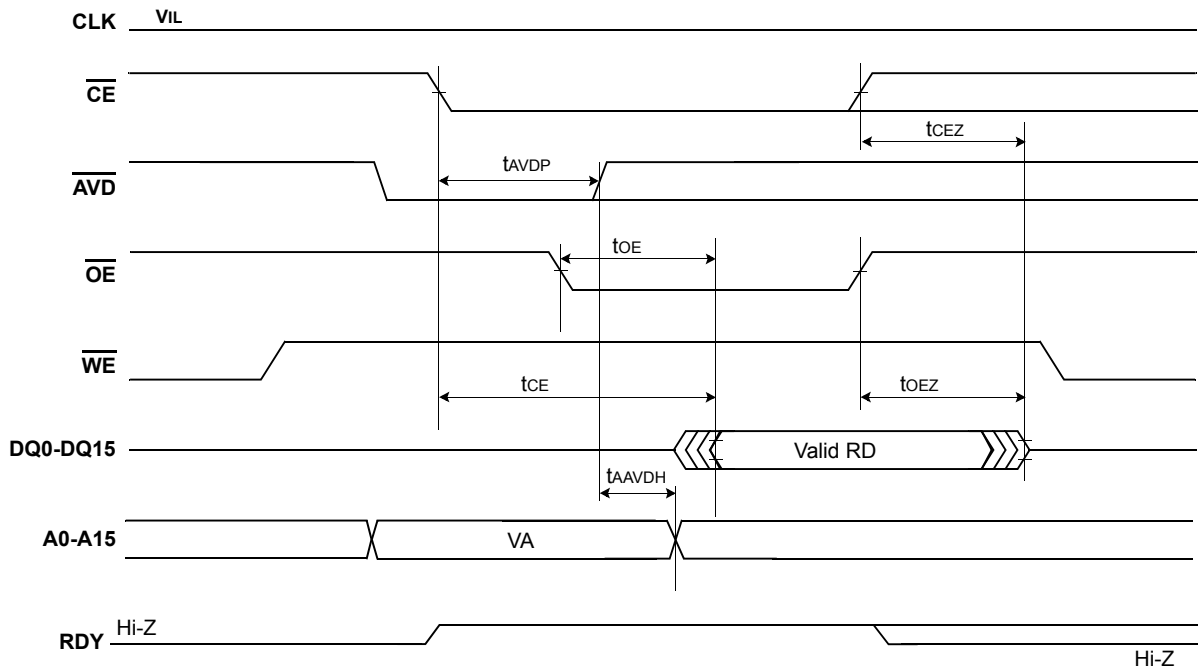 CLK VIL
CE
tCEZ
AVD tAVDP
OE tOE
WE
tCE tOEZ
DQ0-DQ15 Valid RD
tAAVDH
A0-A15 VA
RDY Hi-Z
Hi-Z